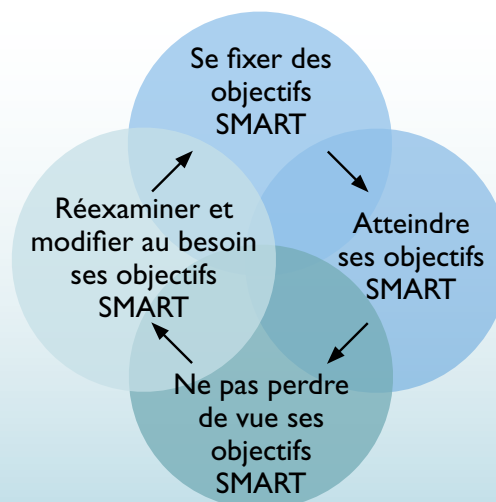 Se fixer des
objectifs
SMART
Atteindre
ses objectifs
SMART
Ne pas perdre
de vue ses
objectifs
SMART
Réexaminer et
modifier au besoin
ses objectifs
SMART